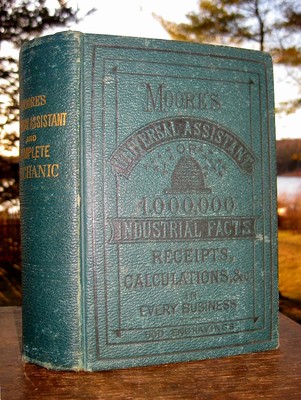 MOORE'S
UNIVERSAL ASSISTANT
AND
COMPLETE
MECHANIC
MOORE'S
UNIVERSAL ASSISTANT
1,000,000
INDUSTRIAL FACTS,
RECEIPTS,
CALCULATIONS, &c
IN
EVERY BUSINESS
500 ENGRAVINGS